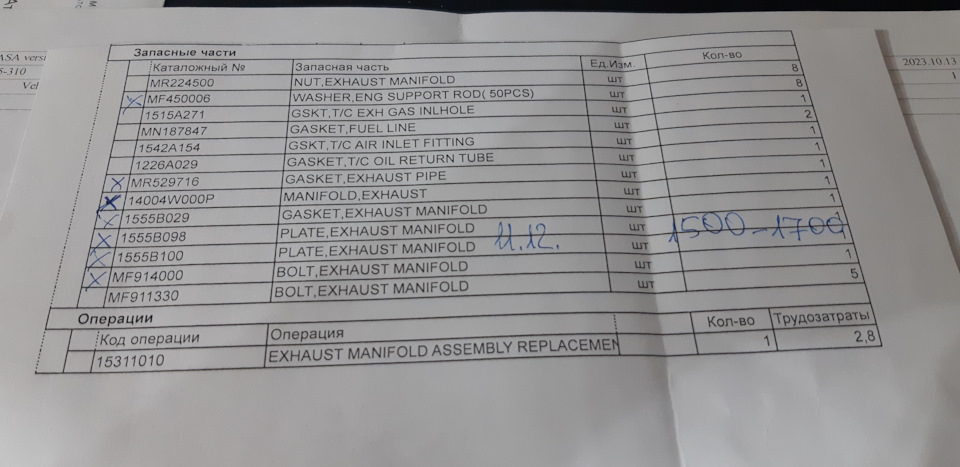 2023.10.13
1
Запасные части
Каталожный № Запасная часть Ед.Изм. Кол-во
MR224500 NUT,EXHAUST MANIFOLD шт 8
MF450006 WASHER,ENG SUPPORT ROD( 50PCS) шт 8
1515A271 GSKT,T/C EXH GAS INLHOLE шт 1
MN187847 GASKET,FUEL LINE шт 2
1542A154 GSKT,T/C AIR INLET FITTING шт 1
1226A029 GASKET,T/C OIL RETURN TUBE шт 1
MR529716 GASKET,EXHAUST PIPE шт 1
14004W000P MANIFOLD,EXHAUST шт 1
1555B029 GASKET,EXHAUST MANIFOLD шт 1
1555B098 PLATE,EXHAUST MANIFOLD шт 1
1555B100 PLATE,EXHAUST MANIFOLD 11.12. шт 1500-1700
MF914000 BOLT,EXHAUST MANIFOLD шт 1
MF911330 BOLT,EXHAUST MANIFOLD шт 5
Операции
Код операции Операция Кол-во Трудозатраты
15311010 EXHAUST MANIFOLD ASSEMBLY REPLACEMEN 1 2,8